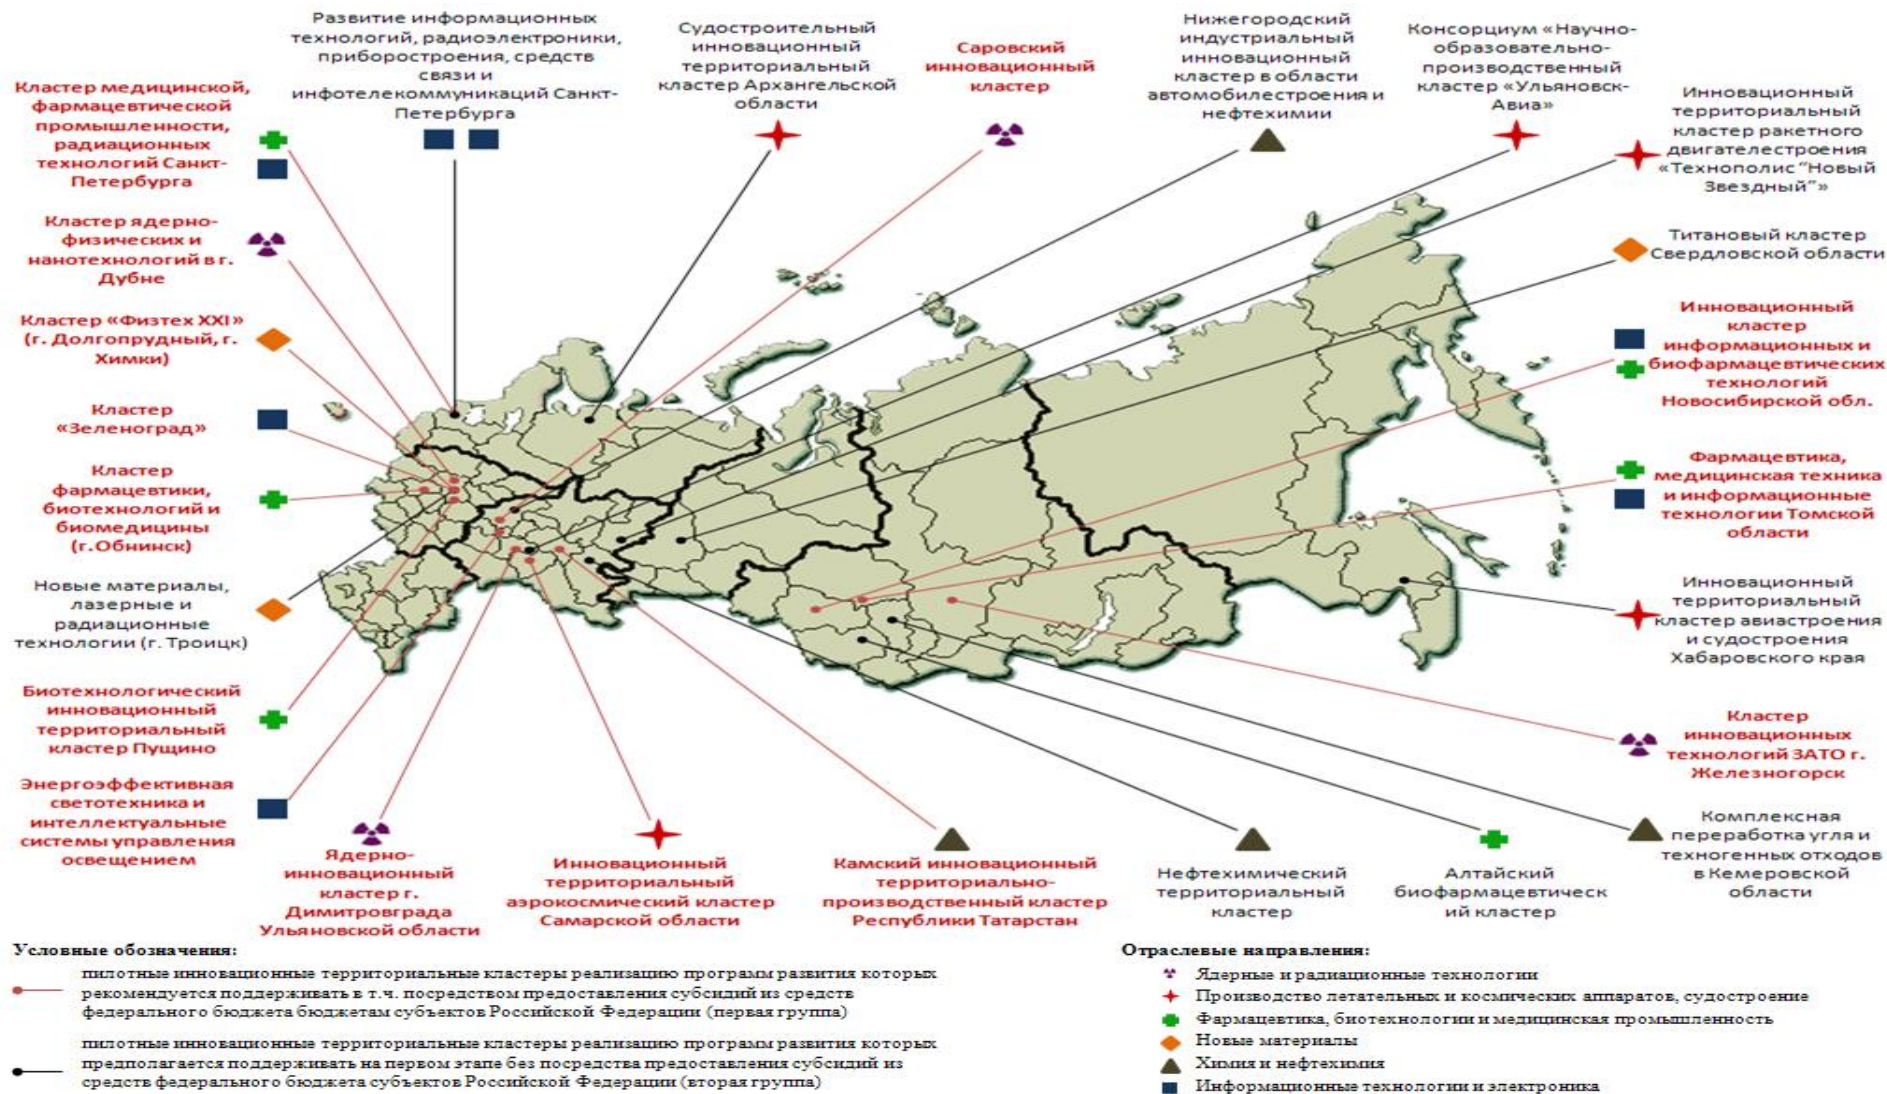 Развитие информационных
технологий, радиоэлектроники,
приборостроения, средств
связи и
инфотелекоммуникаций Санкт-
Петербурга
Судостроительный
инновационный
территориальный
кластер Архангельской
области
Саровский
инновационный
кластер
Нижегородский
индустриальный
инновационный
кластер в области
автомобилестроения и
нефтехимии
Консорциум «Научно-
образовательно-
производственный
кластер «Ульяновск-
Авиа»
Инновационный
территориальный
кластер ракетного
двигателестроения
«Технополис "Новый
Звездный"»
Титановый кластер
Свердловской области
Инновационный
кластер
информационных и
биофармацевтических
технологий
Новосибирской обл.
Фармацевтика,
медицинская техника
и информационные
технологии Томской
области
Инновационный
территориальный
кластер авиастроения
и судостроения
Хабаровского края
Кластер
инновационных
технологий ЗАТО г.
Железногорск
Комплексная
переработка угля и
техногенных отходов
в Кемеровской
области
Кластер медицинской,
фармацевтической
промышленности,
радиационных
технологий Санкт-
Петербурга
Кластер ядерно-
физических и
нанотехнологий в г.
Дубне
Кластер «Физтех XXI»
(г. Долгопрудный, г.
Химки)
Кластер
«Зеленоград»
Кластер
фармацевтики,
биотехнологий и
биомедицины
(г.Обнинск)
Новые материалы,
лазерные и
радиационные
технологии (г. Троицк)
Биотехнологический
инновационный
территориальный
кластер Пущино
Энергоэффективная
светотехника и
интеллектуальные
системы управления
освещением
Ядерно-
инновационный
кластер г.
Димитровграда
Ульяновской области
Инновационный
территориальный
аэрокосмический кластер
Самарской области
Камский инновационный
территориально-
производственный кластер
Республики Татарстан
Нефтехимический
территориальный
кластер
Алтайский
биофармацевтическ
ий кластер
Условные обозначения:
пилотные инновационные территориальные кластеры реализацию программ развития которых
рекомендуется поддерживать в т.ч. посредством предоставления субсидий из средств
федерального бюджета бюджетам субъектов Российской Федерации (первая группа)
пилотные инновационные территориальные кластеры реализацию программ развития которых
предполагается поддерживать на первом этапе без посредства предоставления субсидий из
средств федерального бюджета субъектов Российской Федерации (вторая группа)
Отраслевые направления:
Ядерные и радиационные технологии
Производство летательных и космических аппаратов, судостроение
Фармацевтика, биотехнологии и медицинская промышленность
Новые материалы
Химия и нефтехимия
Информационные технологии и электроника